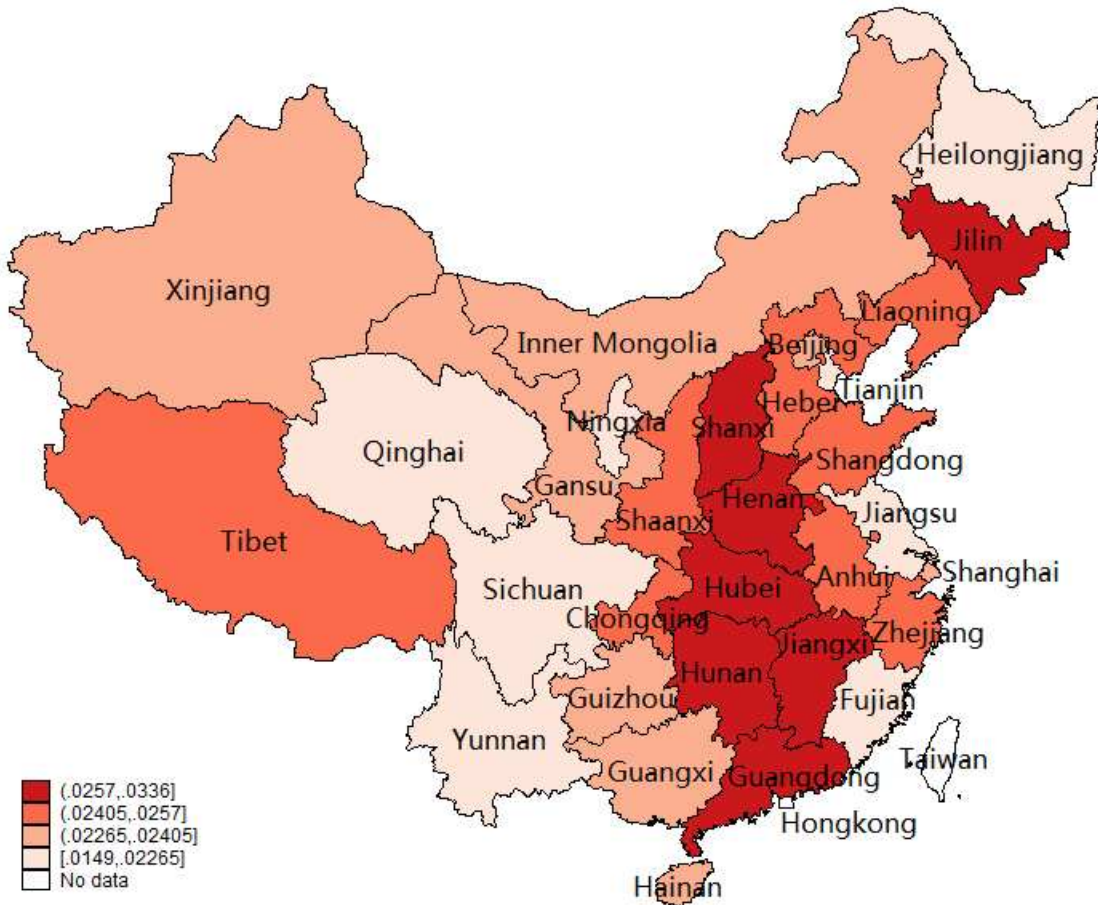 Heilongjiang
Jilin
Xinjiang
Liaoning
Inner Mongolia
Beijing
Tianjin
Heber
Ningxia
Shanxi
Qinghai
Shangdong
Gansu
Henan
Jiangsu
Shaanxi
Tibet
Shanghai
Anhui
Hubei
Sichuan
Chongqing
Zhejiang
Jiangxi
Hunan
Guizhou
Fujian
Yunnan
Taiwan
Guangxi
Guangdong
Hongkong
Hainan
(.0257,.0336]
(.02405,.0257]
(.02265,.02405]
[.0149,.02265]
No data